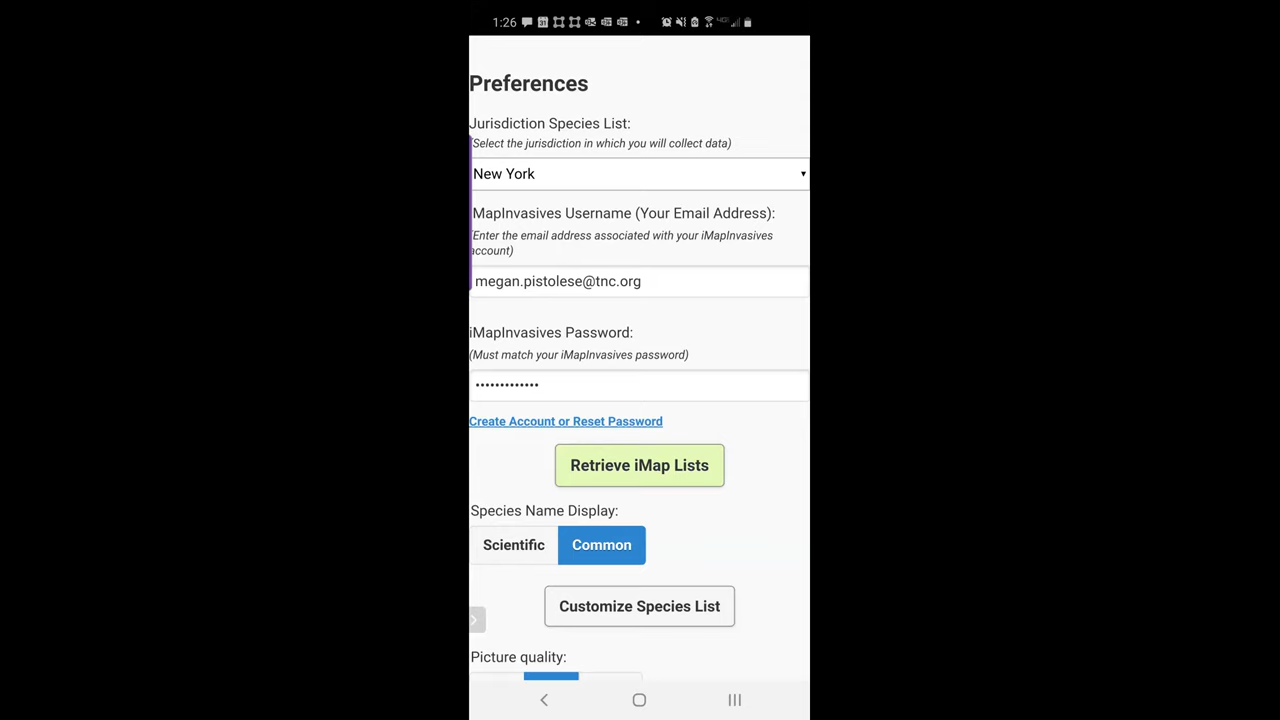 1:26
Preferences
Jurisdiction Species List:
(Select the jurisdiction in which you will collect data)
New York
MapInvasives Username (Your Email Address):
(Enter the email address associated with your iMapInvasives
account)
megan.pistolese@tnc.org
iMapInvasives Password:
(Must match your iMapInvasives password)
•••••••••••••
Create Account or Reset Password
Retrieve iMap Lists
Species Name Display:
Scientific Common
Customize Species List
Picture quality: